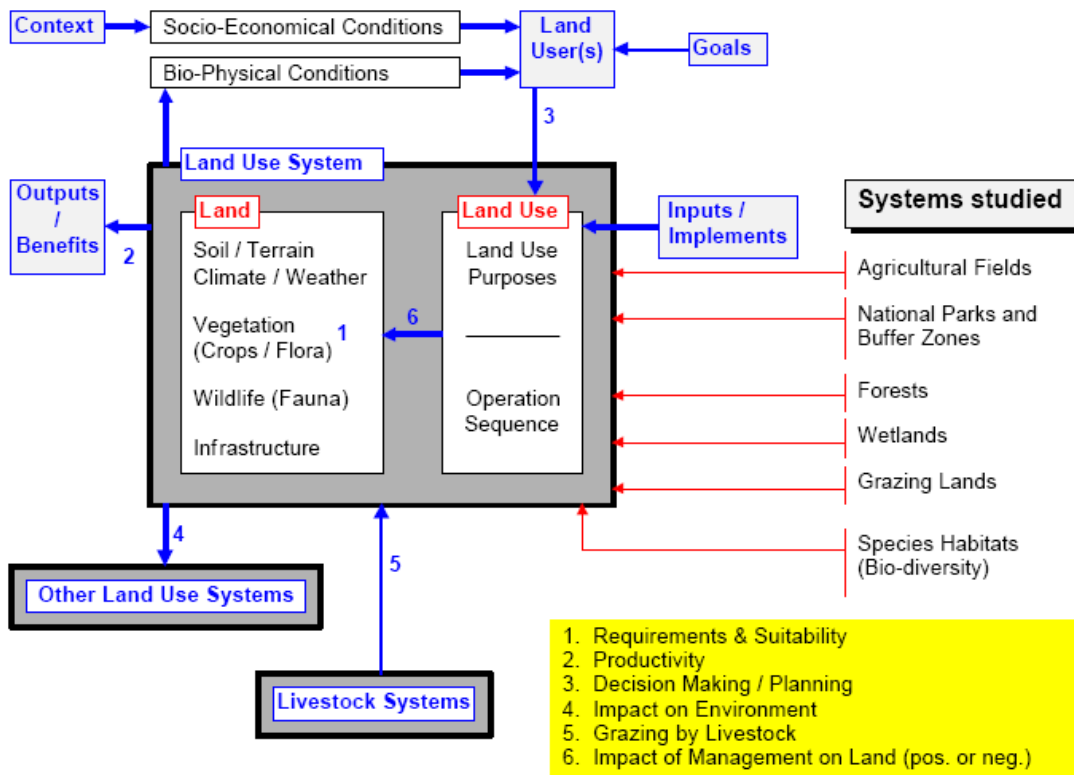 Context
Socio-Economical Conditions
Land
User(s)
Goals
Bio-Physical Conditions
3
Land Use System
Outputs
/
Benefits
2
Land
Soil / Terrain
Climate / Weather
Vegetation
(Crops / Flora)
1
Wildlife (Fauna)
Infrastructure
6
Land Use
Land Use
Purposes
Operation
Sequence
Inputs /
Implements
Systems studied
Agricultural Fields
National Parks and
Buffer Zones
Forests
Wetlands
Grazing Lands
Species Habitats
(Bio-diversity)
4
5
Other Land Use Systems
Livestock Systems
1. Requirements & Suitability
2. Productivity
3. Decision Making / Planning
4. Impact on Environment
5. Grazing by Livestock
6. Impact of Management on Land (pos. or neg.)